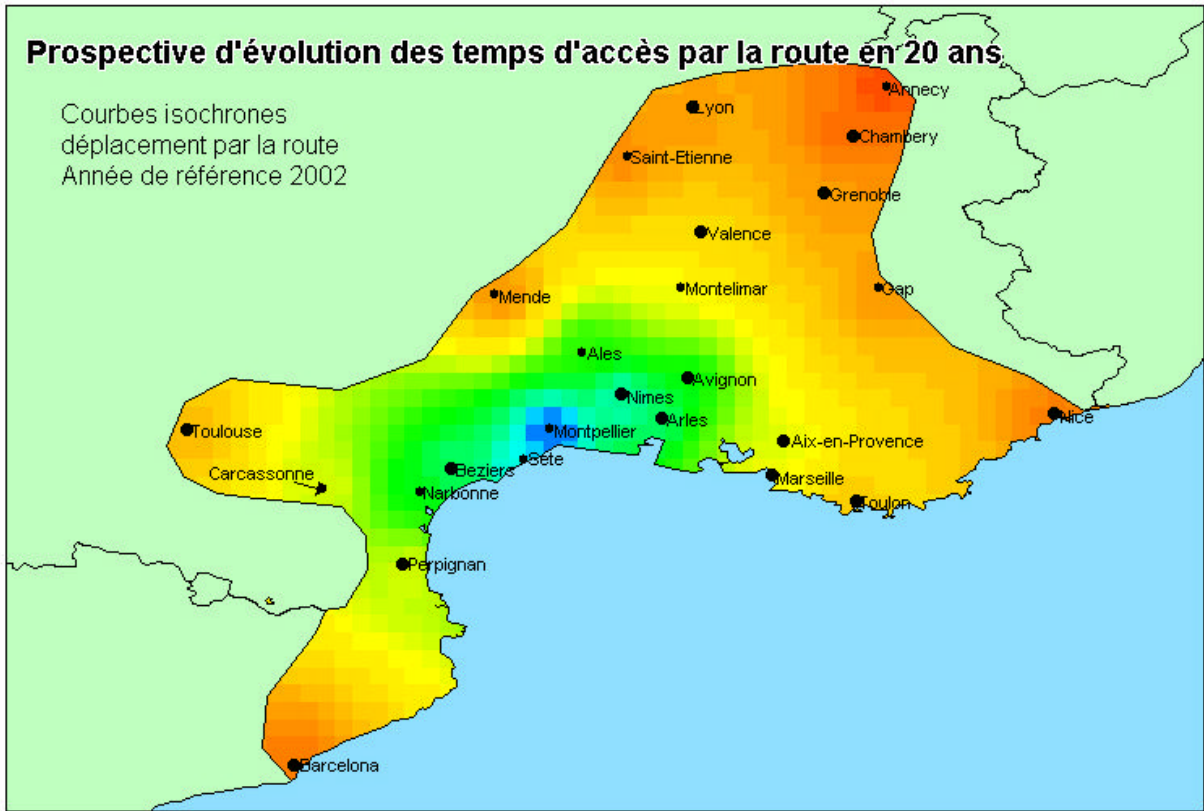 Prospective d'évolution des temps d'accès par la route en 20 ans
Courbes isochrones
déplacement par la route
Année de référence 2002
Annecy
Lyon
Chambery
Saint-Etienne
Grenoble
Valence
Montelimar
Gap
Mende
Ales
Avignon
Nimes
Arles
Nice
Toulouse
Montpellier
Aix-en-Provence
Sete
Carcassonne
Beziers
Marseille
Narbonne
Toulon
Perpignan
Barcelona